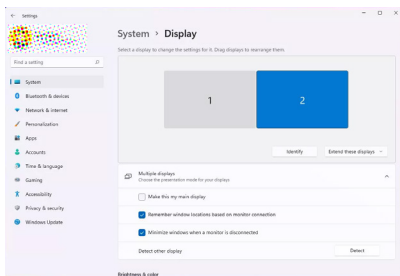 Settings
System > Display
Select a display to change the settings for it. Drag displays to rearrange them.
Find a setting
System
Bluetooth & devices
Network & internet
Personalization
Apps
Accounts
Time & language
Gaming
Accessibility
Privacy & security
Windows Update
1
2
Identify
Extend these displays
Multiple displays
Choose the presentation mode for your displays
Make this my main display
Remember window locations based on monitor connection
Minimize windows when a monitor is disconnected
Detect other display
Detect
Brightness & color